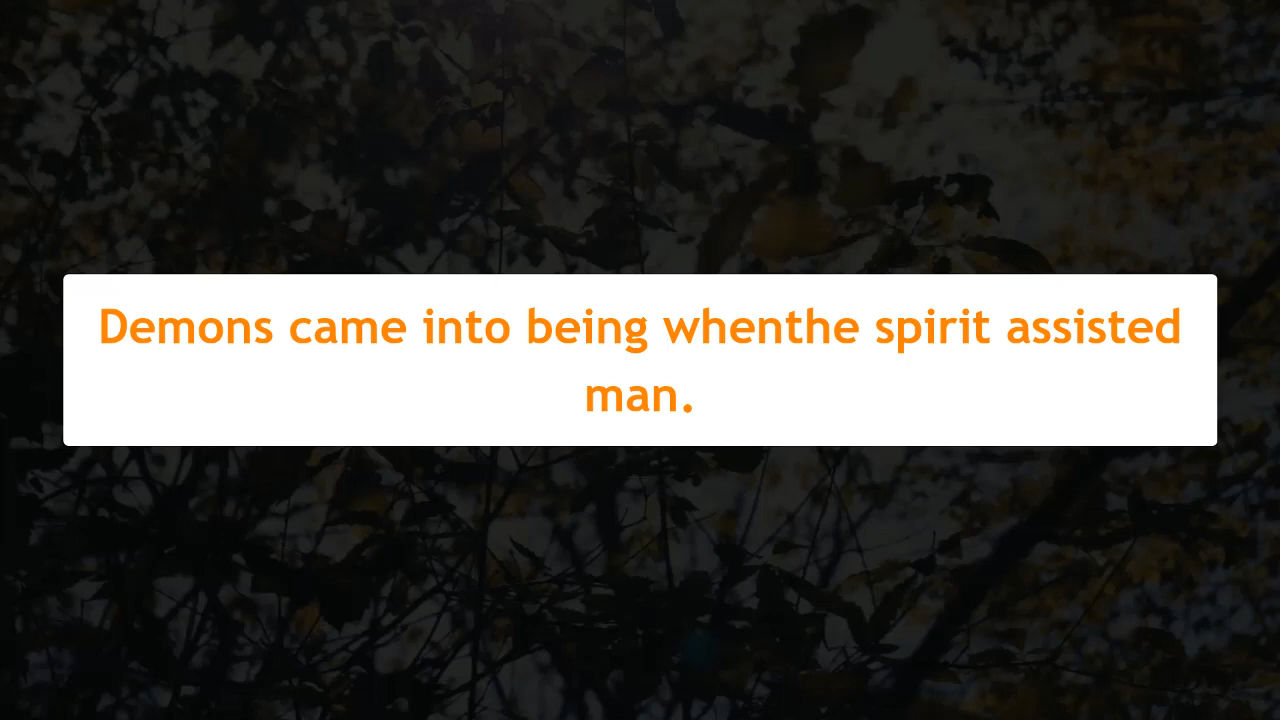 Demons came into being whenthe spirit assisted
man.